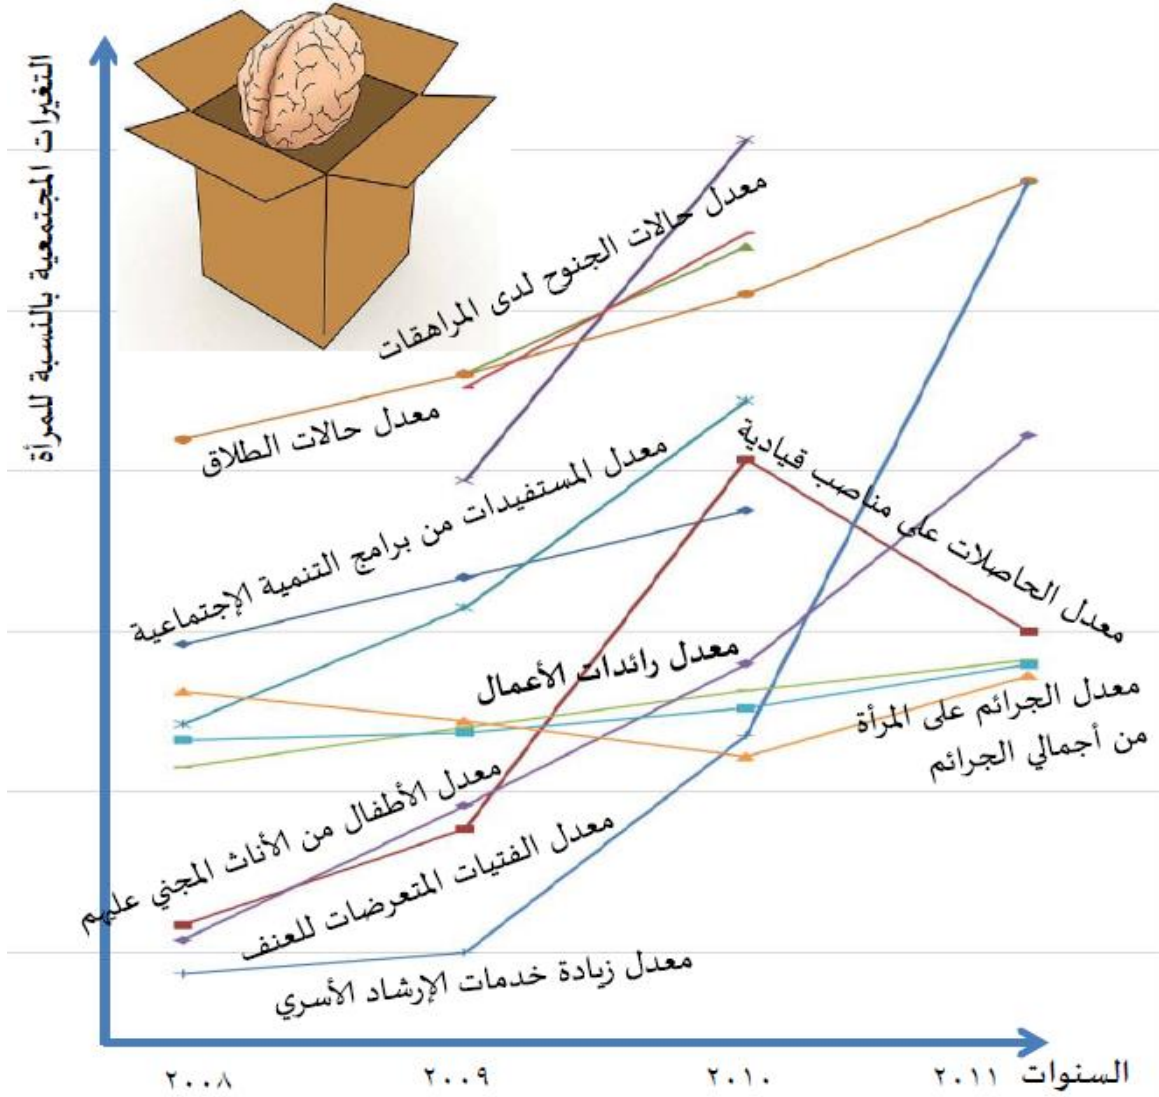 التغيرات المجتمعية بالنسبة للمرأة
معدل حالات الجنوح لدى المراهقات
معدل حالات الطلاق
معدل المستفيدات من برامج التنمية الإجتماعية
معدل الحاصلات على مناصب قيادية
معدل رائدات الأعمال
معدل الجرائم على المرأة
من أجمالي الجرائم
معدل الأطفال من الأناث المجني عليهم
معدل الفتيات المتعرضات للعنف
معدل زيادة خدمات الإرشاد الأسري
٢٠٠٨ ٢٠٠٩ ٢٠١٠ ٢٠١١ السنوات